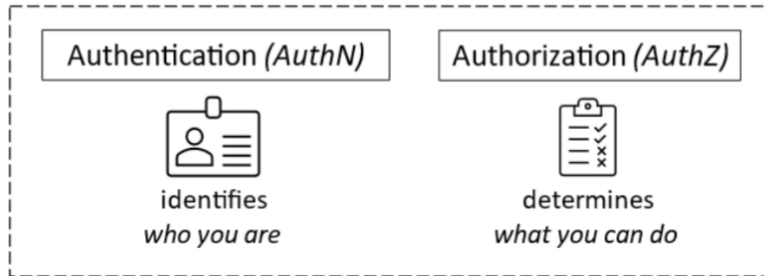 Authentication (AuthN)
identifies
who you are
Authorization (AuthZ)
determines
what you can do